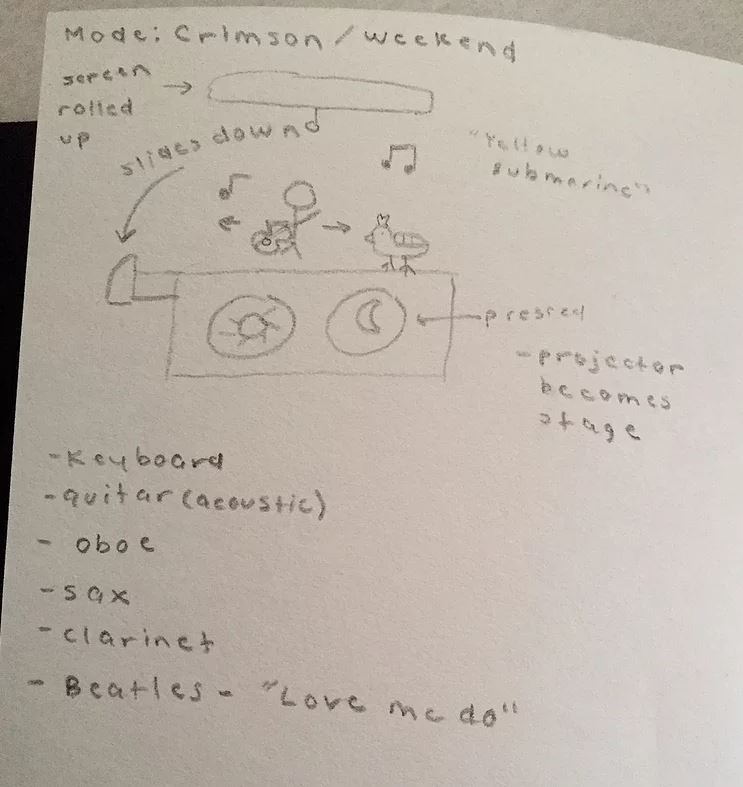 Mode: Crimson/weekend
screen
rolled
up
slides down
"Yellow
submarine"
pressed
-projector
becomes
stage
-Keyboard
-guitar (acoustic)
- oboe
-sax
-clarinet
- Beatles - "Love me do"